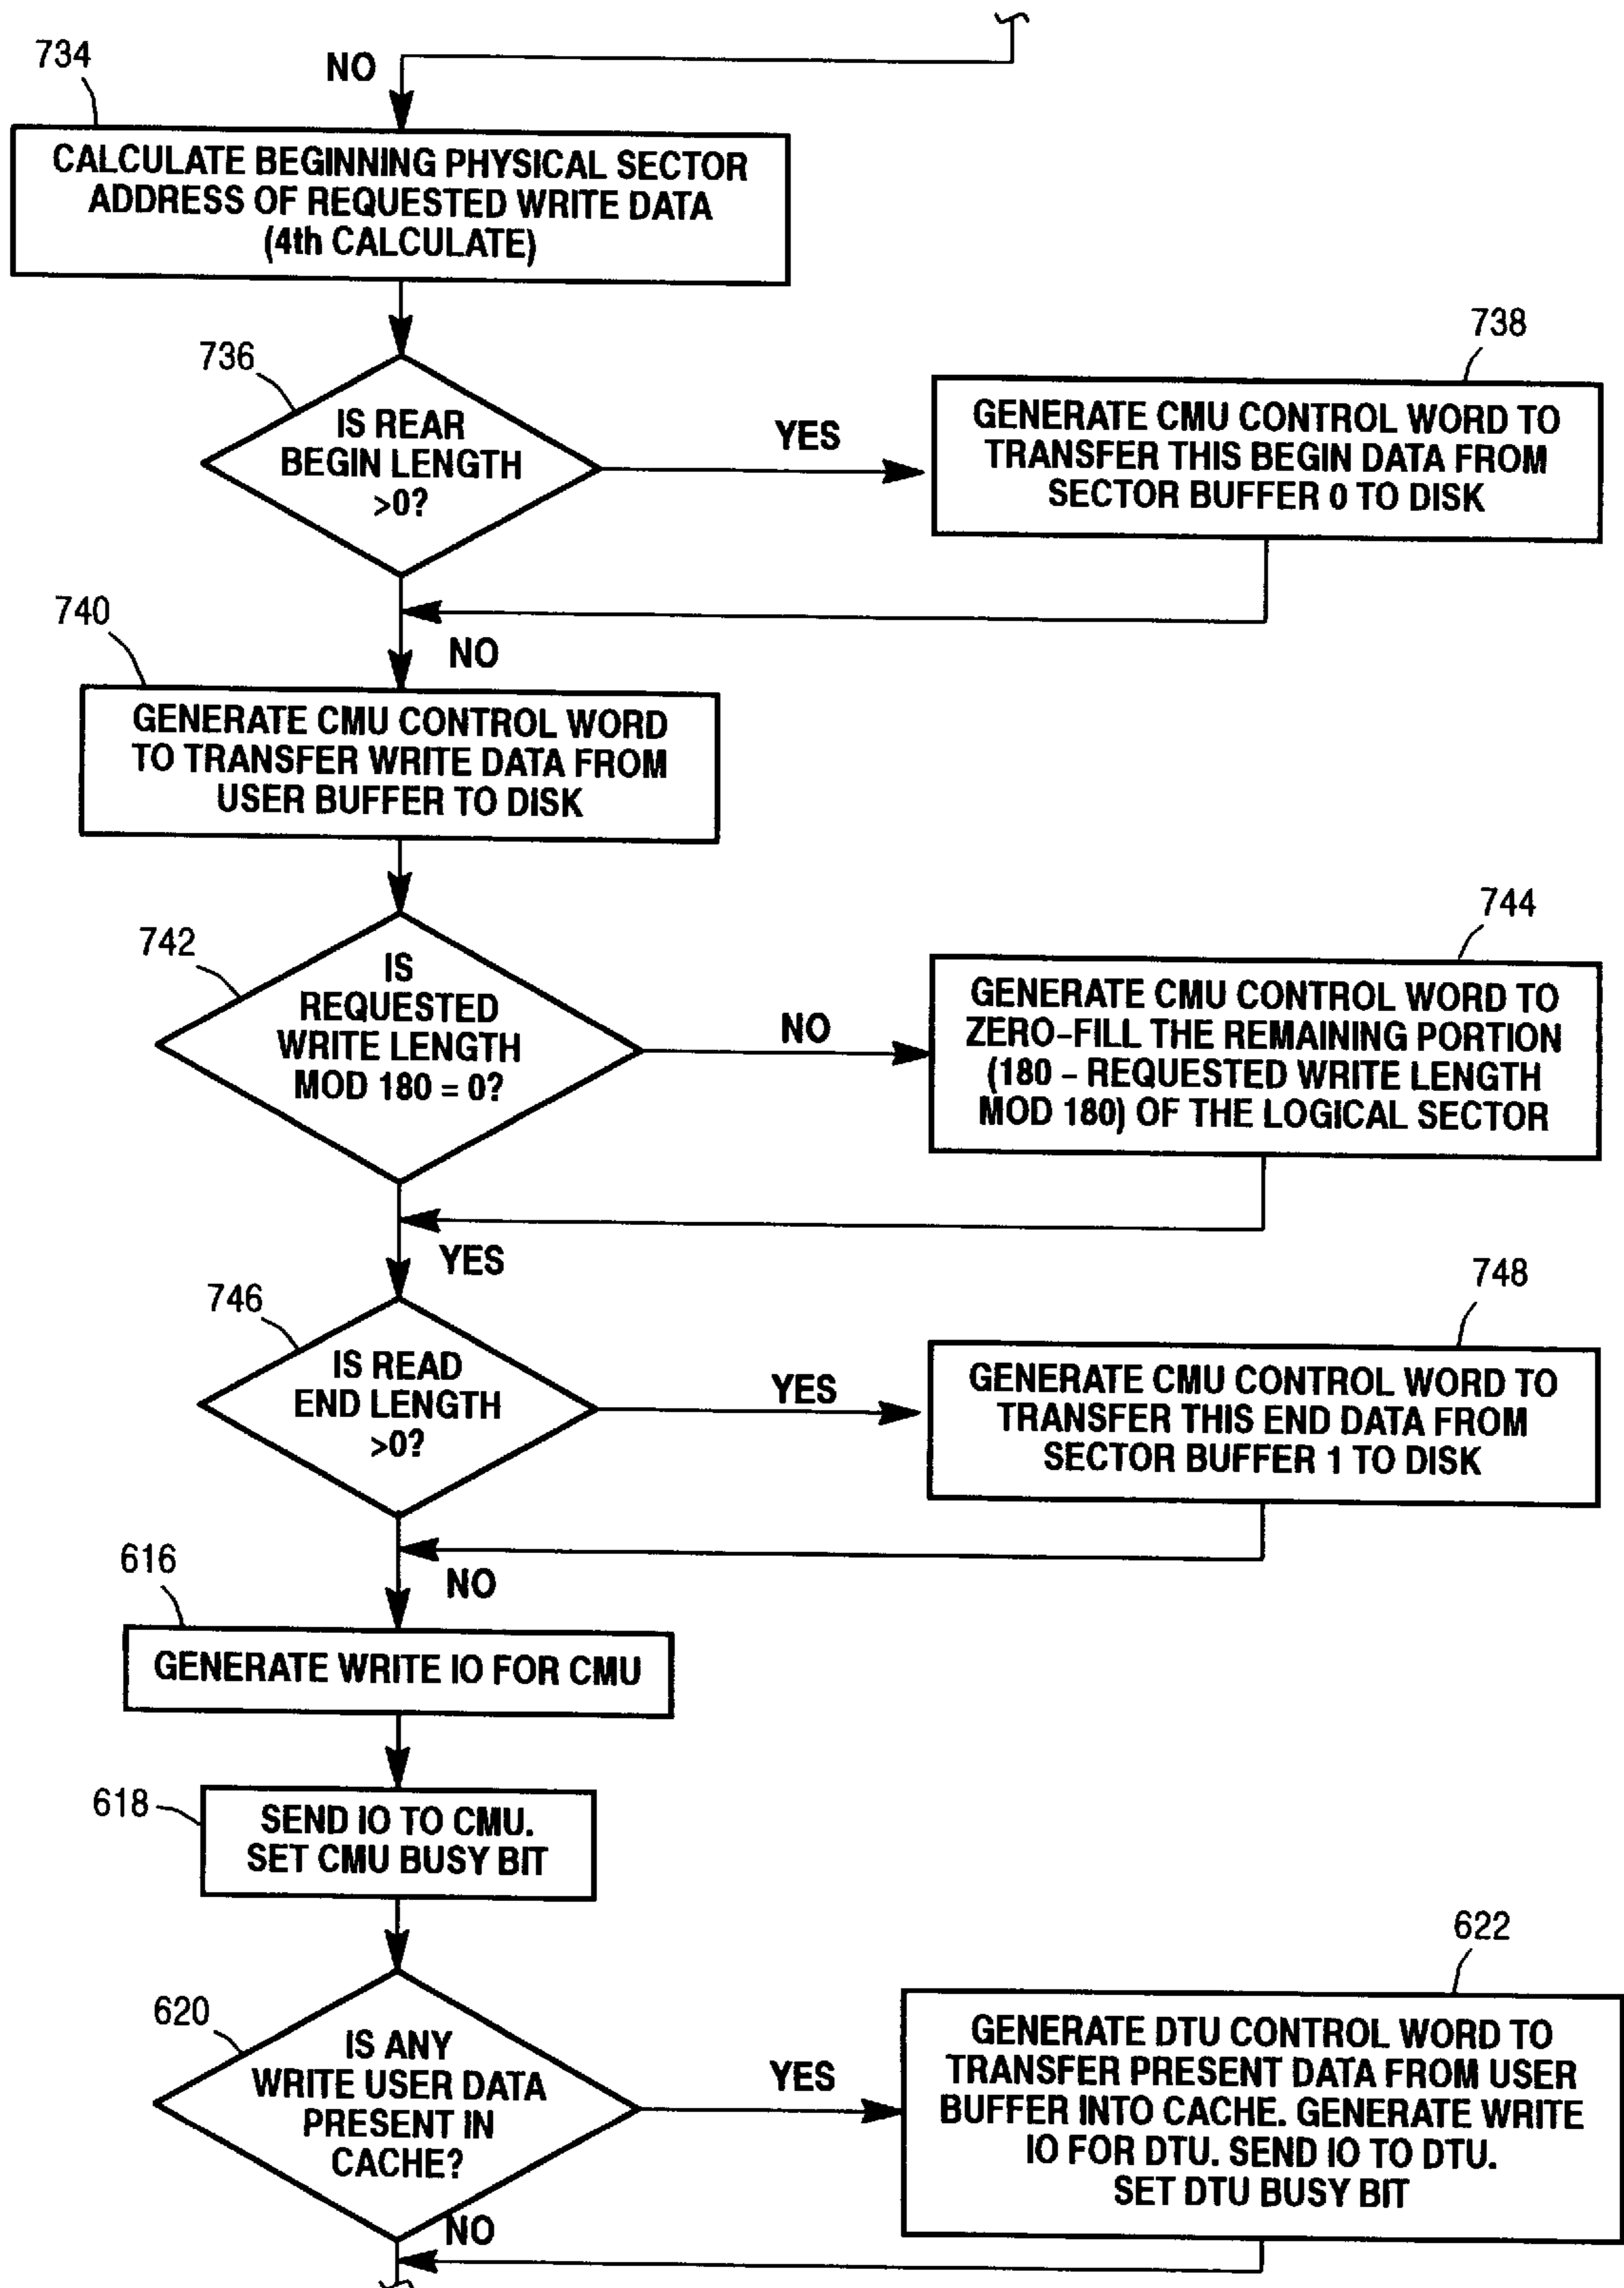 734
NO
CALCULATE BEGINNING PHYSICAL SECTOR
ADDRESS OF REQUESTED WRITE DATA
(4th CALCULATE)
736
IS REAR
BEGIN LENGTH
>0?
YES
738
GENERATE CMU CONTROL WORD TO
TRANSFER THIS BEGIN DATA FROM
SECTOR BUFFER 0 TO DISK
740
NO
GENERATE CMU CONTROL WORD
TO TRANSFER WRITE DATA FROM
USER BUFFER TO DISK
742
IS
REQUESTED
WRITE LENGTH
MOD 180 = 0?
NO
744
GENERATE CMU CONTROL WORD TO
ZERO-FILL THE REMAINING PORTION
(180 – REQUESTED WRITE LENGTH
MOD 180) OF THE LOGICAL SECTOR
YES
746
IS READ
END LENGTH
>0?
YES
748
GENERATE CMU CONTROL WORD TO
TRANSFER THIS END DATA FROM
SECTOR BUFFER 1 TO DISK
616
NO
GENERATE WRITE IO FOR CMU
618
SEND IO TO CMU.
SET CMU BUSY BIT
620
IS ANY
WRITE USER DATA
PRESENT IN
CACHE?
YES
622
GENERATE DTU CONTROL WORD TO
TRANSFER PRESENT DATA FROM USER
BUFFER INTO CACHE. GENERATE WRITE
IO FOR DTU. SEND IO TO DTU.
SET DTU BUSY BIT
NO